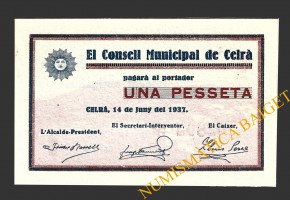 El Consell Municipal de Celrà
pagarà al portador
UNA PESSETA
CELRÀ, 14 de juny del 1937.
L'Alcalde-President, El Secretari-Interventor, El Caixer,
NUMISMATICA BAIGET